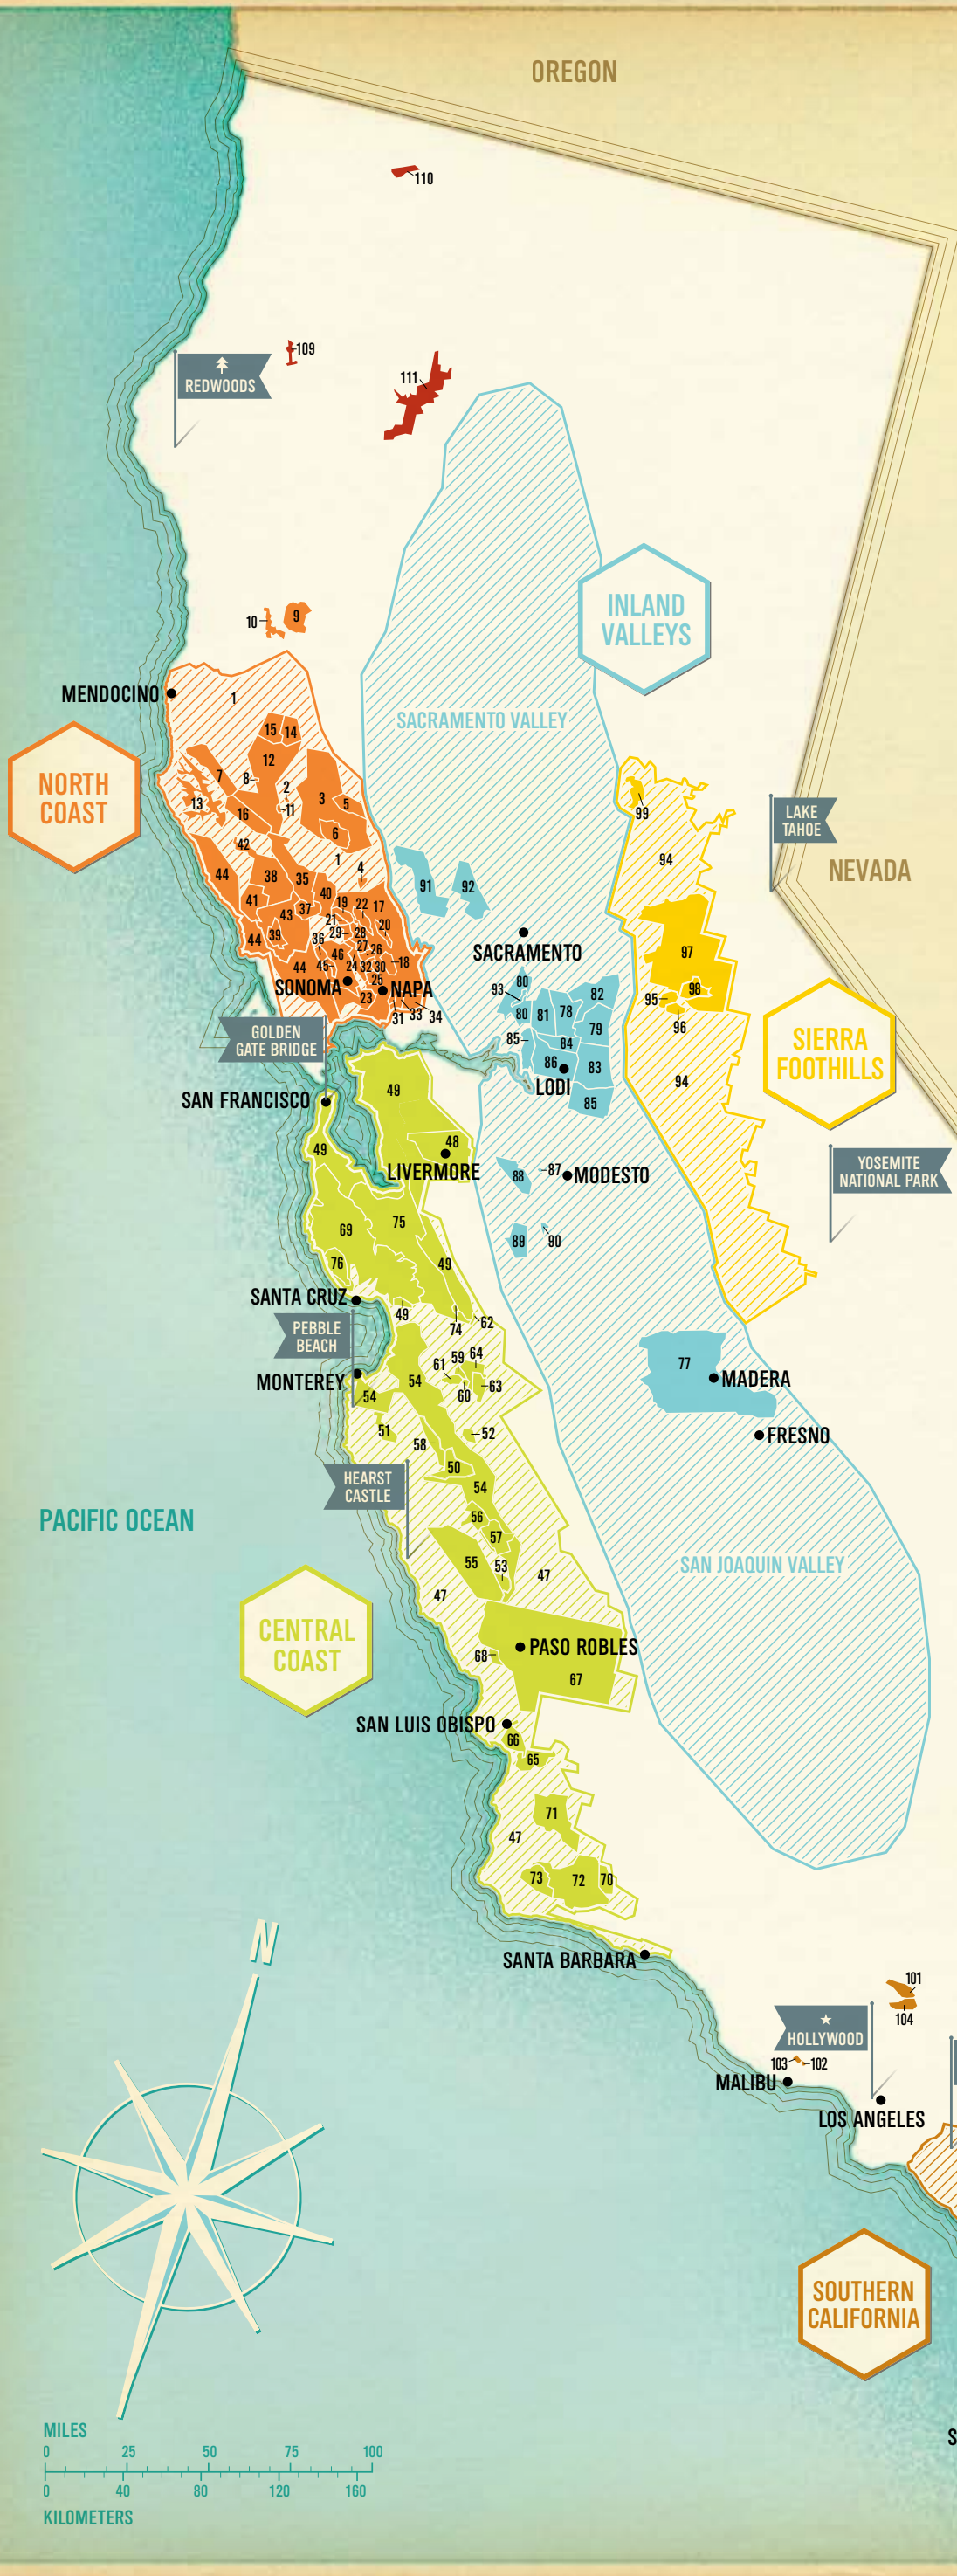 OREGON
110
109
REDWOODS
111
INLAND
VALLEYS
10
9
MENDOCINO
1
SACRAMENTO VALLEY
15
14
12
NORTH
COAST
7
8
2
3
5
13
11
16
6
99
LAKE
TAHOE
42
1
94
NEVADA
4
44
38
35
91
92
40
41
19
22
17
37
43
21
20
29
28
44
39
36
27
26
SACRAMENTO
97
46
44
45
24
32
30
18
25
SONOMA
NAPA
23
31
33
34
93
80
82
98
95
80
81
78
96
79
GOLDEN
GATE BRIDGE
85
84
SIERRA
FOOTHILLS
86
83
94
LODI
49
85
SAN FRANCISCO
48
49
LIVERMORE
88
87
MODESTO
YOSEMITE
NATIONAL PARK
69
75
89
90
76
49
SANTA CRUZ
49
74
62
PEBBLE
BEACH
61
59
64
77
MADERA
MONTEREY
54
54
60
63
51
58
52
FRESNO
50
HEARST
CASTLE
54
PACIFIC OCEAN
56
57
55
53
47
SAN JOAQUIN VALLEY
47
CENTRAL
COAST
PASO ROBLES
68
67
SAN LUIS OBISPO
66
65
71
47
73
72
70
N
SANTA BARBARA
101
104
HOLLYWOOD
103
102
MALIBU
LOS ANGELES
SOUTHERN
CALIFORNIA
S
MILES
0 25 50 75 100
0 40 80 120 160
KILOMETERS